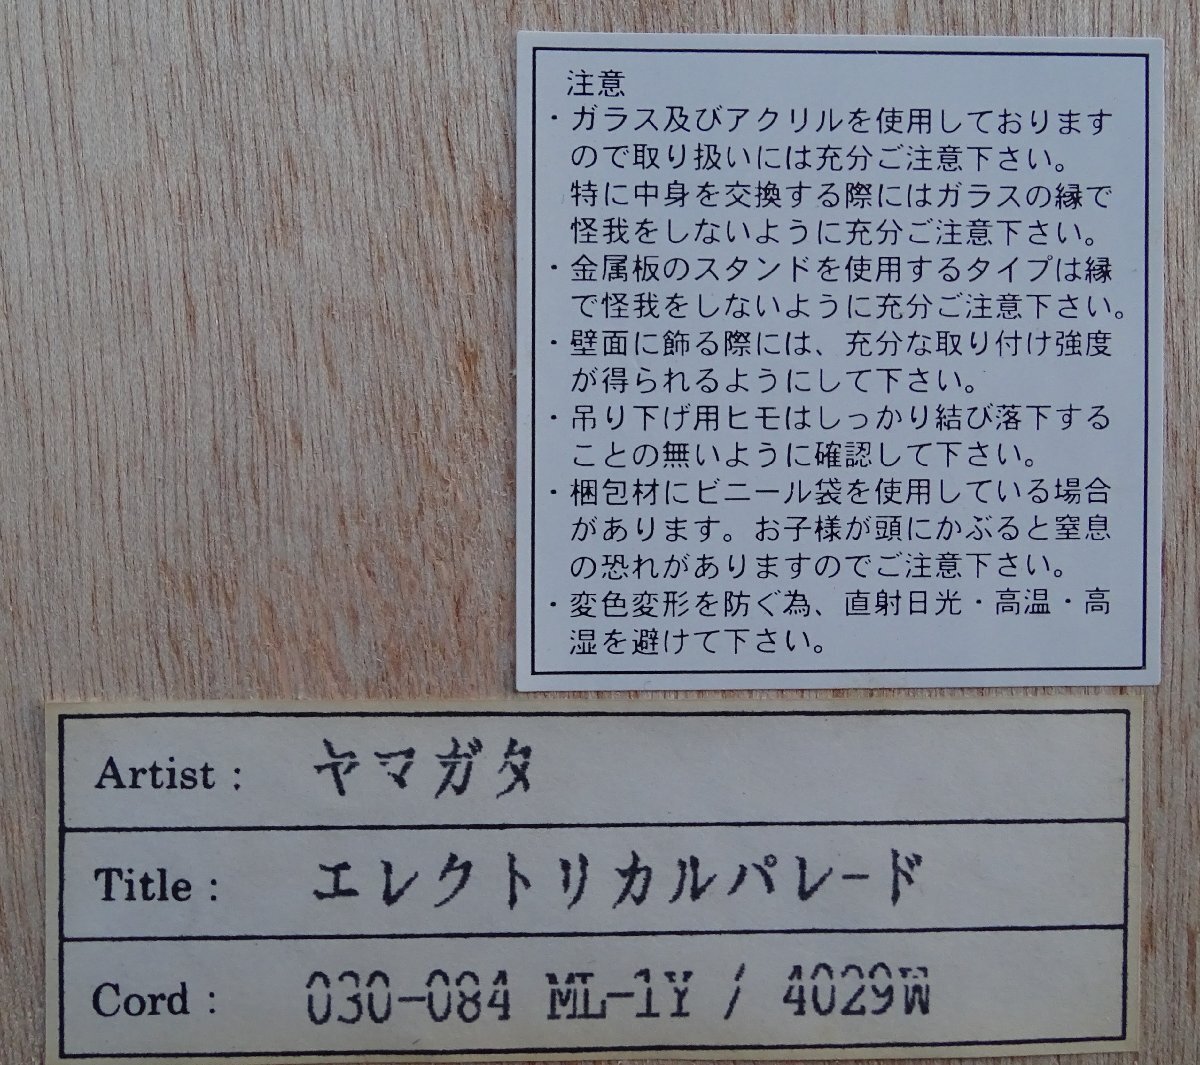 注意
・ガラス及びアクリルを使用しております
ので取り扱いには充分ご注意下さい。
特に中身を交換する際にはガラスの縁で
怪我をしないように充分ご注意下さい。
・金属板のスタンドを使用するタイプは縁
で怪我をしないように充分ご注意下さい。
・壁面に飾る際には、充分な取り付け強度
が得られるようにして下さい。
・吊り下げ用ヒモはしっかり結び落下する
ことの無いように確認して下さい。
・梱包材にビニール袋を使用している場合
があります。お子様が頭にかぶると窒息
の恐れがありますのでご注意下さい。
・変色変形を防ぐ為、直射日光・高温・高
湿を避けて下さい。
Artist : ヤマガタ
Title : エレクトリカルパレード
Cord : 030-084 ML-1Y / 4029W